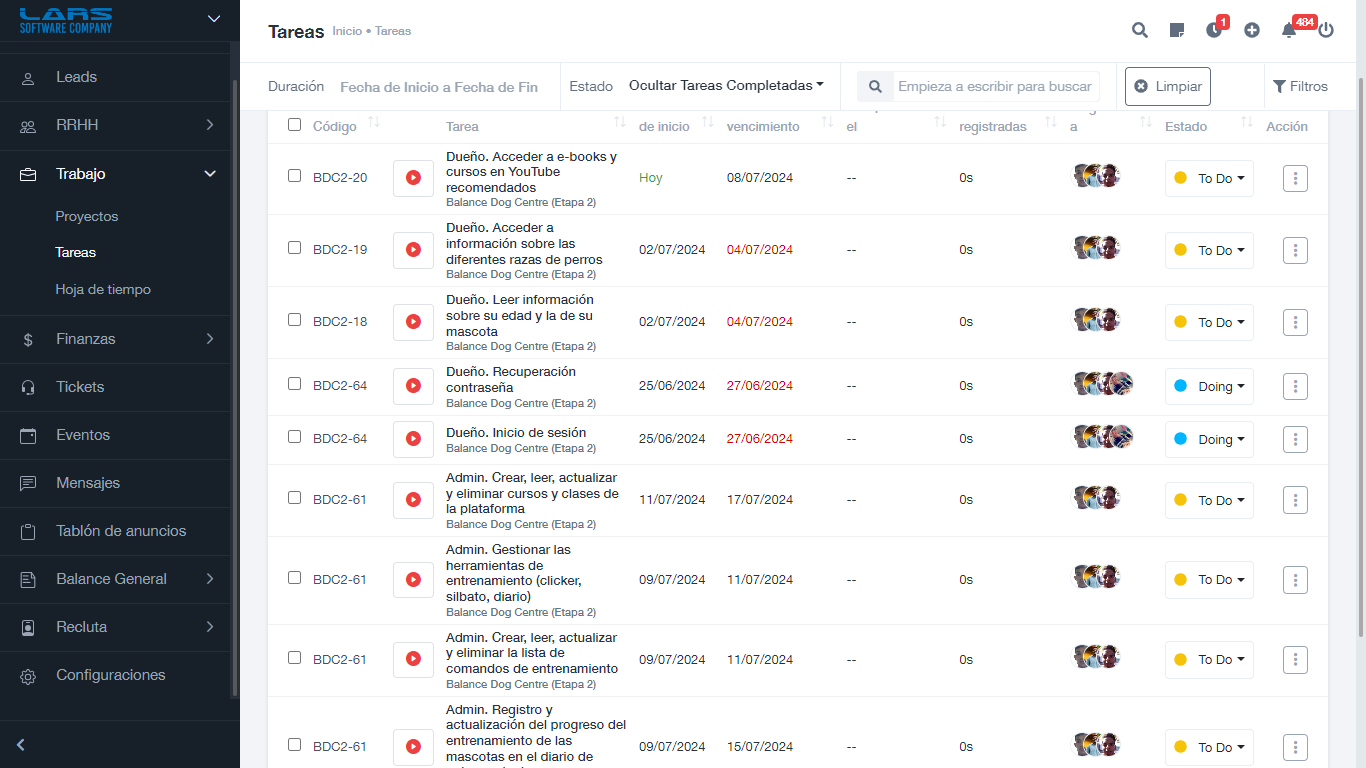 LARS
SOFTWARE COMPANY
Leads
RRHH
Trabajo
Proyectos
Tareas
Hoja de tiempo
Finanzas
Tickets
Eventos
Mensajes
Tablón de anuncios
Balance General
Recluta
Configuraciones
Tareas Inicio • Tareas
1
484
Duración Fecha de Inicio a Fecha de Fin Estado Ocultar Tareas Completadas Empieza a escribir para buscar Limpiar Filtros
Código Tarea de inicio vencimiento el registradas a Estado Acción
BDC2-20
Dueño. Acceder a e-books y
cursos en YouTube
recomendados
Balance Dog Centre (Etapa 2)
Hoy 08/07/2024 -- 0s To Do
BDC2-19
Dueño. Acceder a
información sobre las
diferentes razas de perros
Balance Dog Centre (Etapa 2)
02/07/2024 04/07/2024 -- 0s To Do
BDC2-18
Dueño. Leer información
sobre su edad y la de su
mascota
Balance Dog Centre (Etapa 2)
02/07/2024 04/07/2024 -- 0s To Do
BDC2-64
Dueño. Recuperación
contraseña
Balance Dog Centre (Etapa 2)
25/06/2024 27/06/2024 -- 0s Doing
BDC2-64
Dueño. Inicio de sesión
Balance Dog Centre (Etapa 2)
25/06/2024 27/06/2024 -- 0s Doing
BDC2-61
Admin. Crear, leer, actualizar
y eliminar cursos y clases de
la plataforma
Balance Dog Centre (Etapa 2)
11/07/2024 17/07/2024 -- 0s To Do
BDC2-61
Admin. Gestionar las
herramientas de
entrenamiento (clicker,
silbato, diario)
Balance Dog Centre (Etapa 2)
09/07/2024 11/07/2024 -- 0s To Do
BDC2-61
Admin. Crear, leer, actualizar
y eliminar la lista de
comandos de entrenamiento
Balance Dog Centre (Etapa 2)
09/07/2024 11/07/2024 -- 0s To Do
BDC2-61
Admin. Registro y
actualización del progreso del
entrenamiento de las
mascotas en el diario de
09/07/2024 15/07/2024 -- 0s To Do